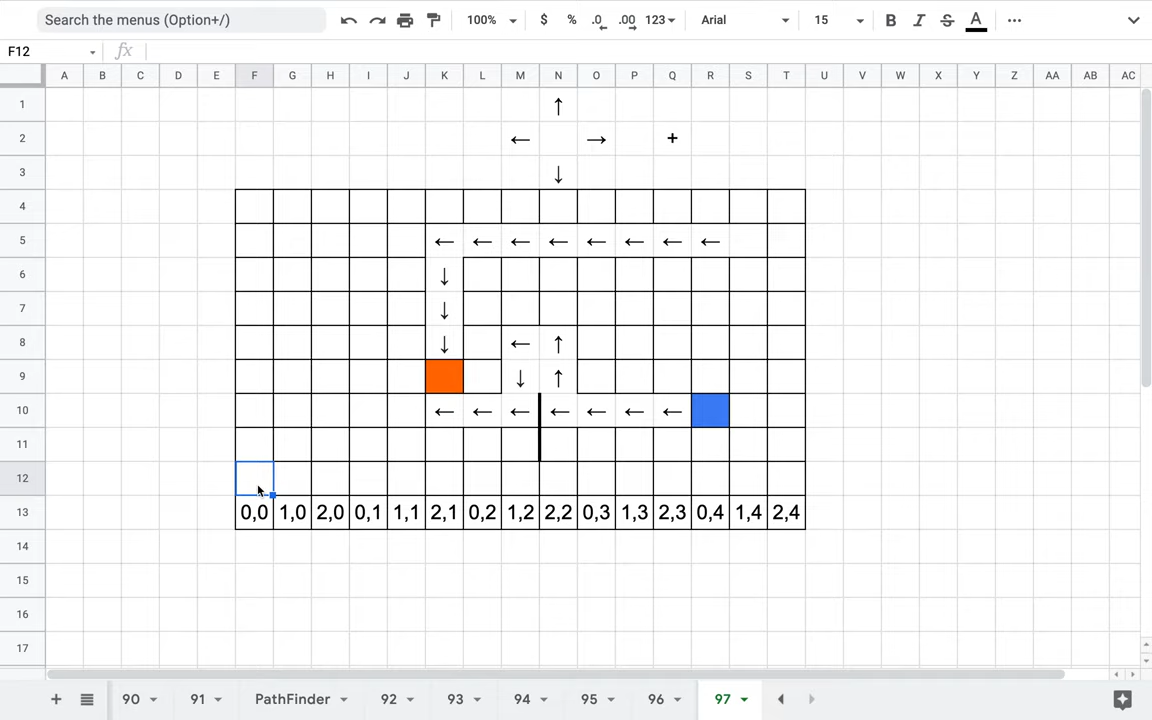 Search the menus (Option+/) 100% $ % .0 .00 123 Arial 15 B I S A
F12 fx
A B C D E F G H I J K L M N O P Q R S T U V W X Y Z AA AB AC
1 ↑
2 ← → +
3 ↓
4
5 ← ← ← ← ← ← ← ←
6 ↓
7 ↓
8 ↓ ← ↑
9 ↓ ↑
10 ← ← ← ← ← ← ←
11
12
13 0,0 1,0 2,0 0,1 1,1 2,1 0,2 1,2 2,2 0,3 1,3 2,3 0,4 1,4 2,4
14
15
16
17
+ 90 91 PathFinder 92 93 94 95 96 97